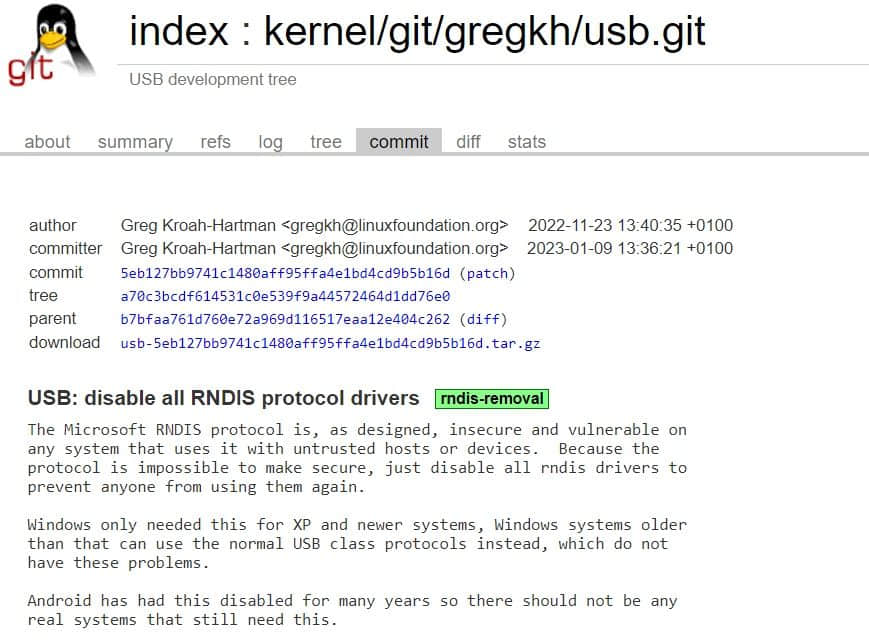 git
index : kernel/git/gregkh/usb.git
USB development tree
about summary refs log tree commit diff stats
author Greg Kroah-Hartman <gregkh@linuxfoundation.org> 2022-11-23 13:40:35 +0100
committer Greg Kroah-Hartman <gregkh@linuxfoundation.org> 2023-01-09 13:36:21 +0100
commit 5eb127bb9741c1480aff95ffa4e1bd4cd9b5b16d (patch)
tree a70c3bcdf614531c0e539f9a44572464d1dd76e0
parent b7bfaa761d760e72a969d116517eaa12e404c262 (diff)
download usb-5eb127bb9741c1480aff95ffa4e1bd4cd9b5b16d.tar.gz
USB: disable all RNDIS protocol drivers rndis-removal
The Microsoft RNDIS protocol is, as designed, insecure and vulnerable on
any system that uses it with untrusted hosts or devices.  Because the
protocol is impossible to make secure, just disable all rndis drivers to
prevent anyone from using them again.
Windows only needed this for XP and newer systems, Windows systems older
than that can use the normal USB class protocols instead, which do not
have these problems.
Android has had this disabled for many years so there should not be any
real systems that still need this.